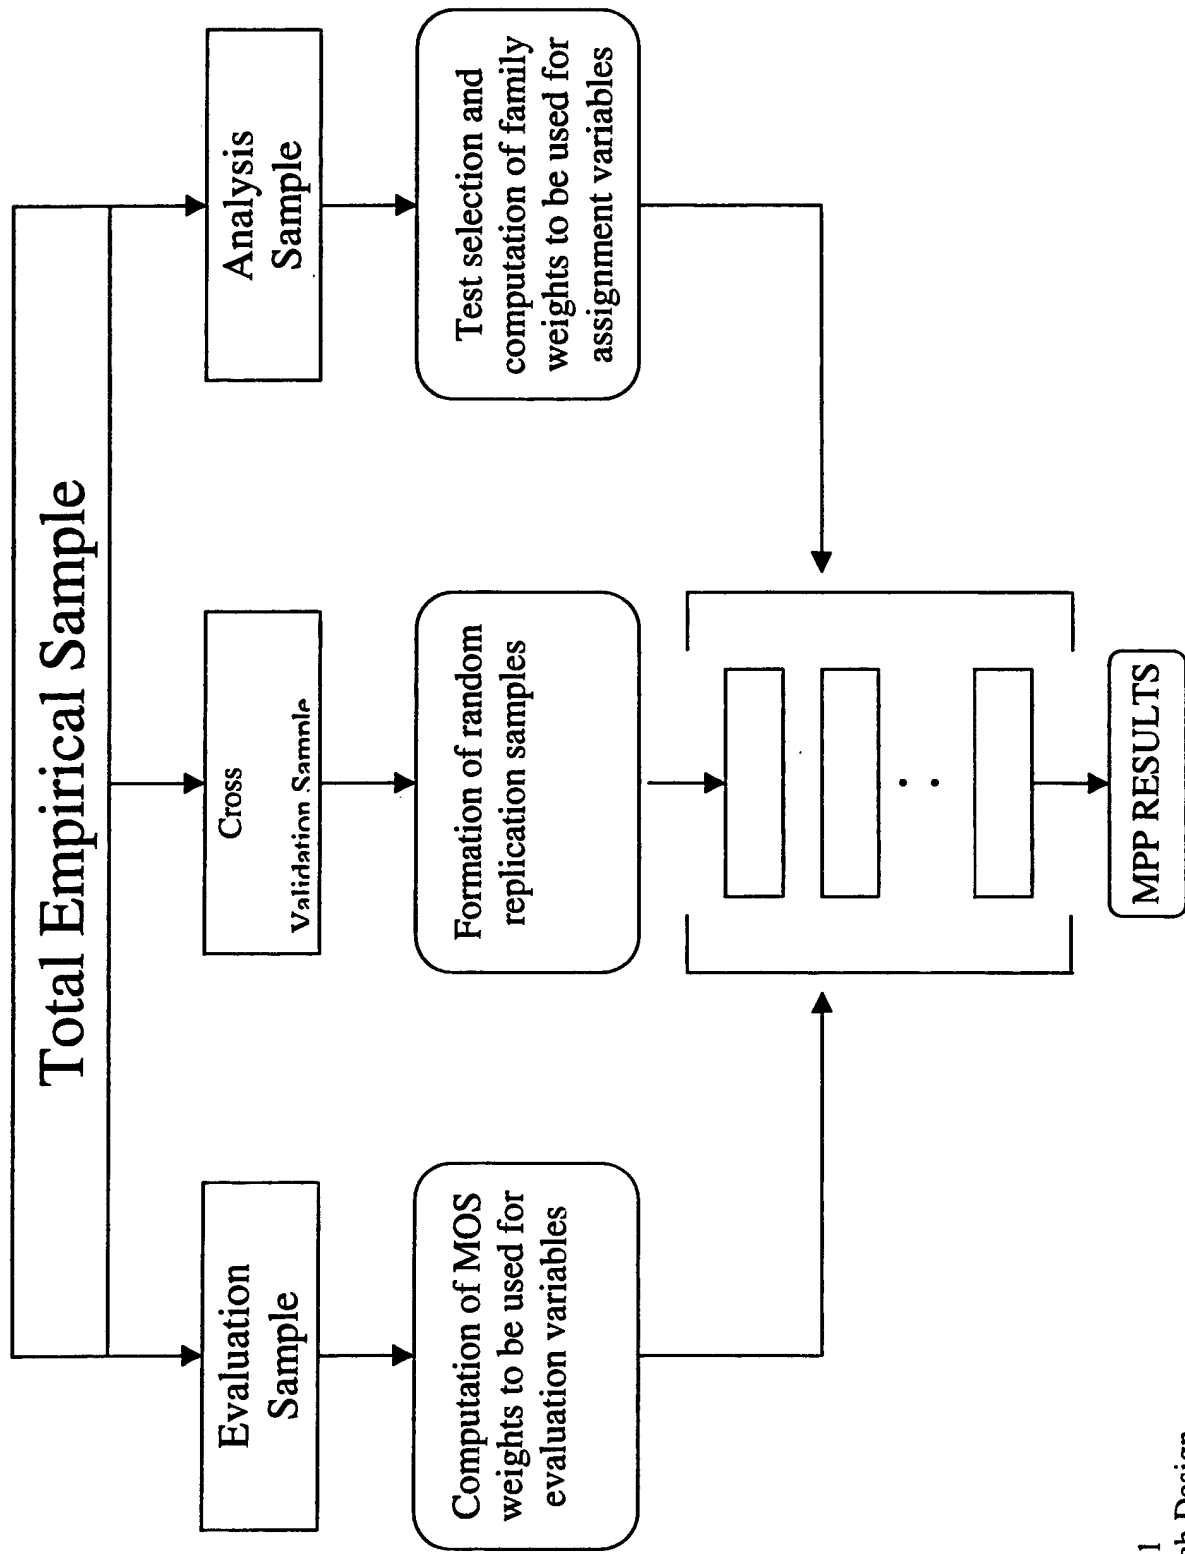 Total Empirical Sample
Evaluation
Sample
Cross
Validation Sample
Analysis
Sample
Computation of MOS
weights to be used for
evaluation variables
Formation of random
replication samples
Test selection and
computation of family
weights to be used for
assignment variables
MPP RESULTS
1
Design